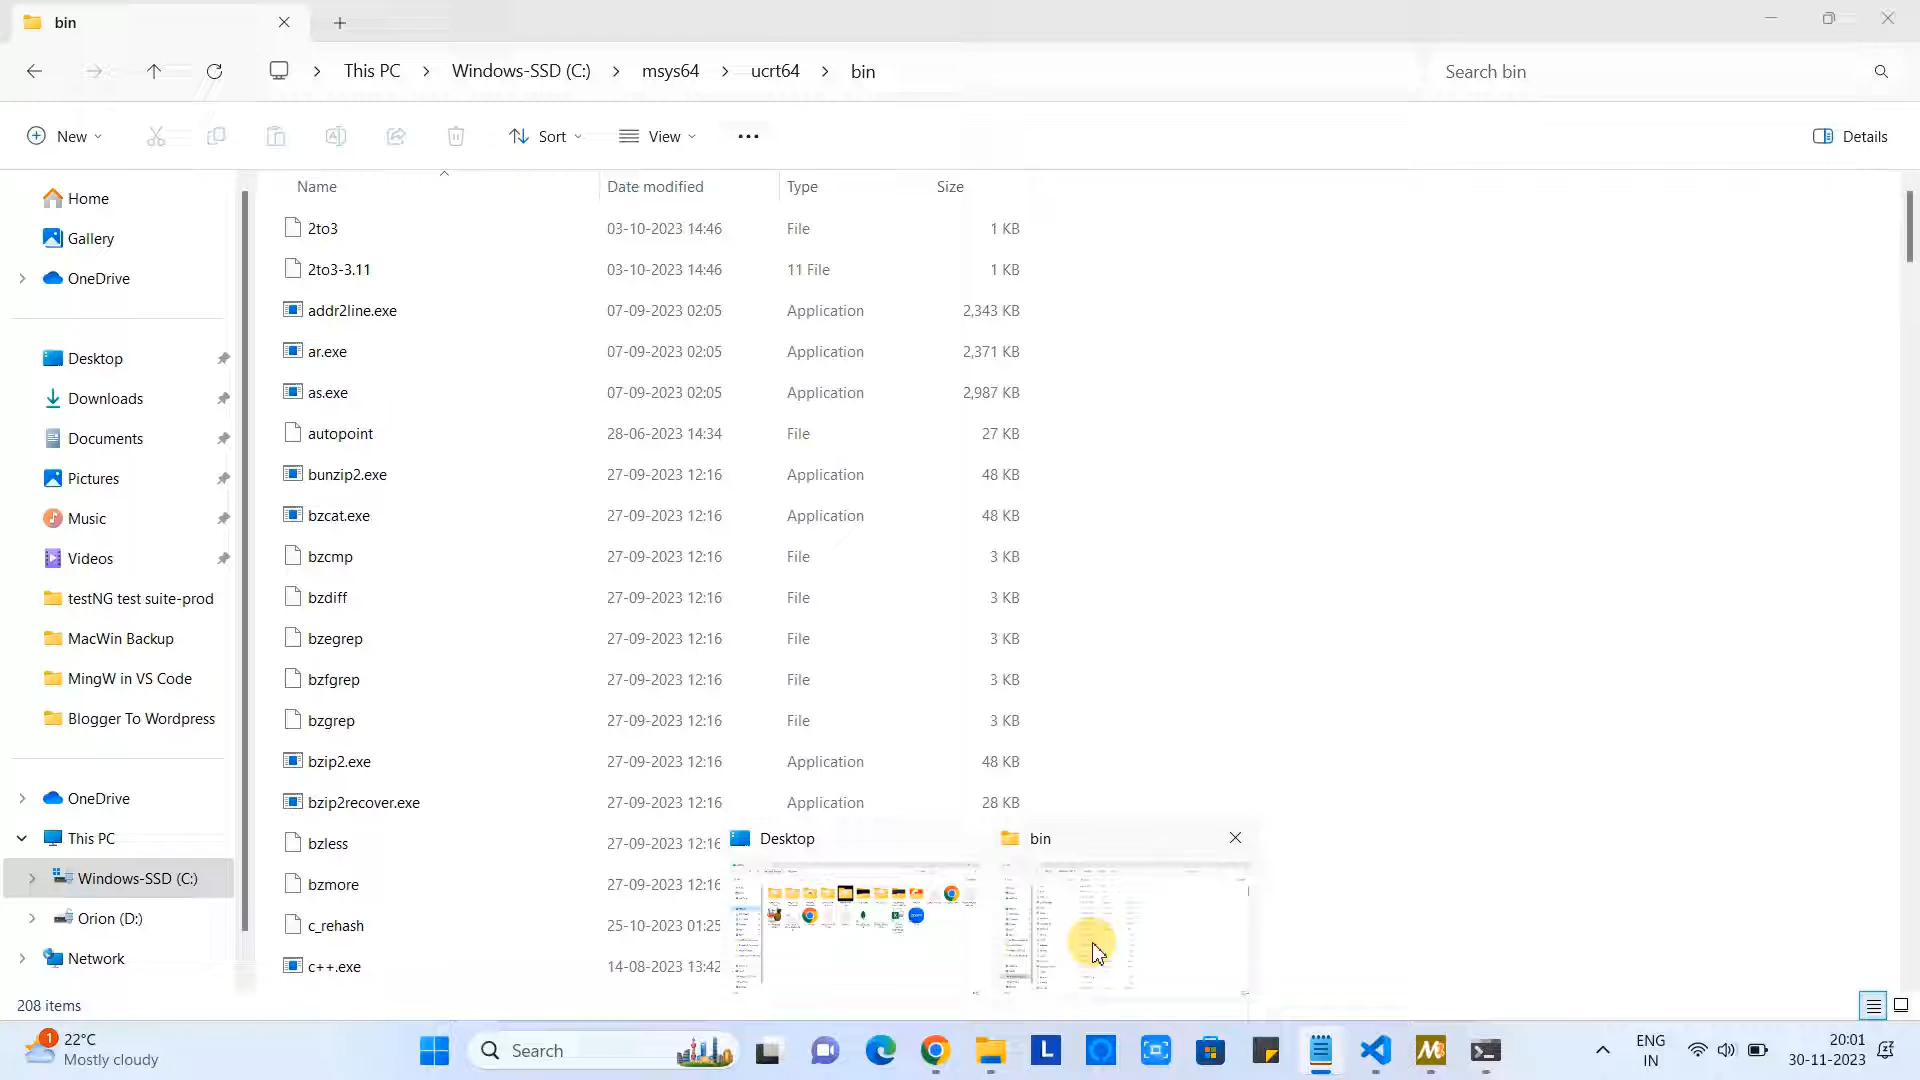 bin
This PC > Windows-SSD (C:) > msys64 > ucrt64 > bin
Search bin
New
Sort
View
Details
Name Date modified Type Size
2to3 03-10-2023 14:46 File 1 KB
2to3-3.11 03-10-2023 14:46 11 File 1 KB
addr2line.exe 07-09-2023 02:05 Application 2,343 KB
ar.exe 07-09-2023 02:05 Application 2,371 KB
as.exe 07-09-2023 02:05 Application 2,987 KB
autopoint 28-06-2023 14:34 File 27 KB
bunzip2.exe 27-09-2023 12:16 Application 48 KB
bzcat.exe 27-09-2023 12:16 Application 48 KB
bzcmp 27-09-2023 12:16 File 3 KB
bzdiff 27-09-2023 12:16 File 3 KB
bzegrep 27-09-2023 12:16 File 3 KB
bzfgrep 27-09-2023 12:16 File 3 KB
bzgrep 27-09-2023 12:16 File 3 KB
bzip2.exe 27-09-2023 12:16 Application 48 KB
bzip2recover.exe 27-09-2023 12:16 Application 28 KB
bzless 27-09-2023 12:16
bzmore 27-09-2023 12:16
c_rehash 25-10-2023 01:25
c++.exe 14-08-2023 13:42
Home
Gallery
OneDrive
Desktop
Downloads
Documents
Pictures
Music
Videos
testNG test suite-prod
MacWin Backup
MingW in VS Code
Blogger To Wordpress
OneDrive
This PC
Windows-SSD (C:)
Orion (D:)
Network
Desktop
bin
208 items
1
22°C
Mostly cloudy
Search
L
ENG
IN
20:01
30-11-2023